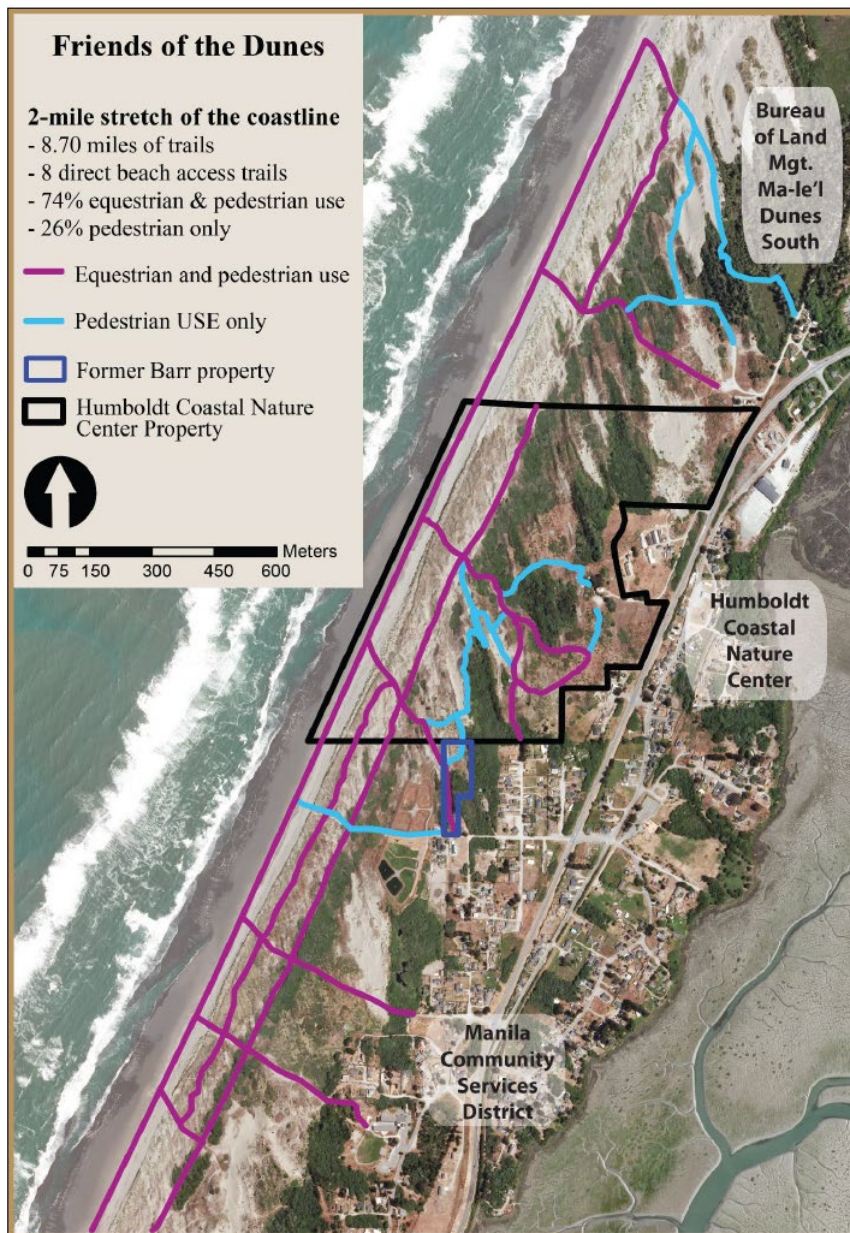 Friends of the Dunes
2-mile stretch of the coastline
- 8.70 miles of trails
- 8 direct beach access trails
- 74% equestrian & pedestrian use
- 26% pedestrian only
Equestrian and pedestrian use
Pedestrian USE only
Former Barr property
Humboldt Coastal Nature
Center Property
Meters
0 75 150 300 450 600
Bureau
of Land
Mgt.
Ma-le'l
Dunes
South
Humboldt
Coastal
Nature
Center
Manila
Community
Services
District